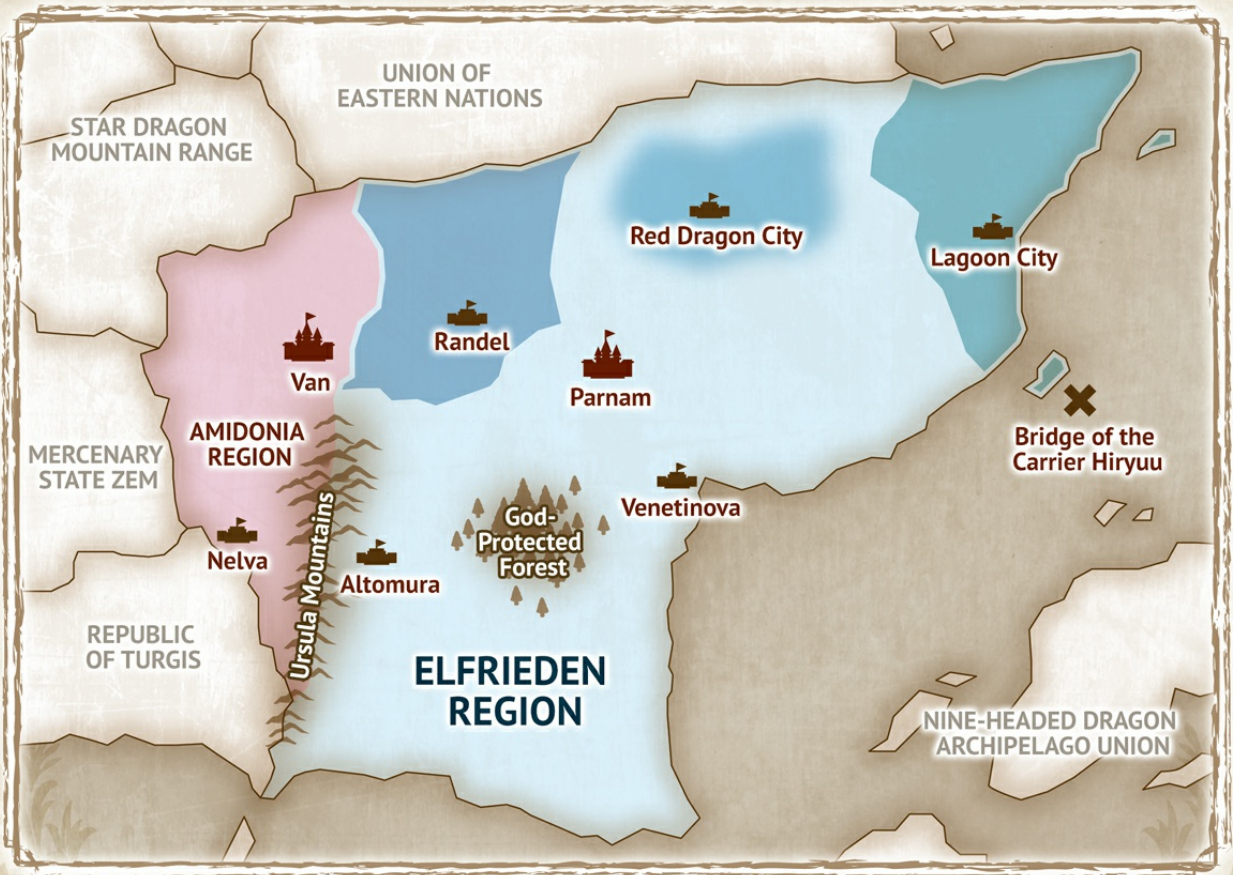 UNION OF
EASTERN NATIONS
STAR DRAGON
MOUNTAIN RANGE
Red Dragon City
Lagoon City
Randel
Van
Parnam
AMIDONIA
REGION
MERCENARY
STATE ZEM
Bridge of the
Carrier Hiryuu
Venetinova
God-
Protected
Forest
Nelva
Ursula Mountains
Altomura
REPUBLIC
OF TURGIS
ELFRIEDEN
REGION
NINE-HEADED DRAGON
ARCHIPELAGO UNION